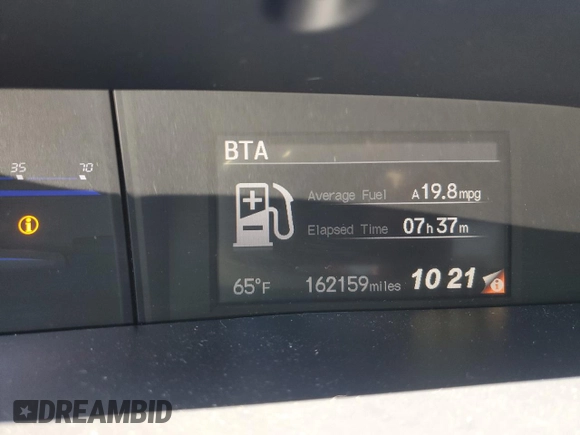 BTA
35 70
Average Fuel A19.8mpg
Elapsed Time 07h37m
65°F 162159miles 10 21
DREAMBID